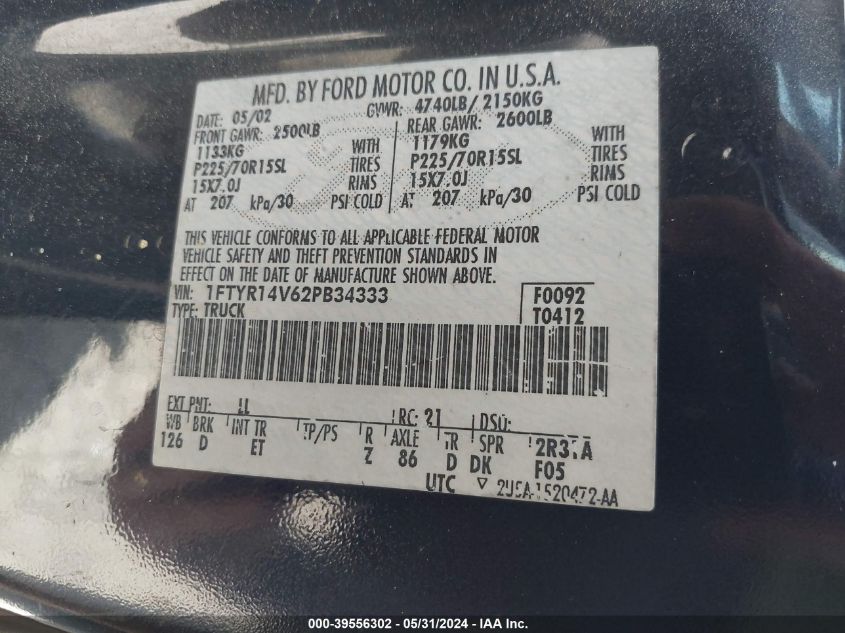 MFD. BY FORD MOTOR CO. IN U.S.A.
DATE: 05/02 GVWR: 4740LB/ 2150KG
FRONT GAWR: 2500LB REAR GAWR: 2600LB
1133KG WITH 1179KG WITH
P225/70R15SL TIRES P225/70R15SL TIRES
15X7.0J RIMS 15X7.0J RIMS
AT 207 kPa/30 PSI COLD AT 207 kPa/30 PSI COLD
THIS VEHICLE CONFORMS TO ALL APPLICABLE FEDERAL MOTOR
VEHICLE SAFETY AND THEFT PREVENTION STANDARDS IN
EFFECT ON THE DATE OF MANUFACTURE SHOWN ABOVE.
VIN: 1FTYR14V62PB34333 F0092
TYPE: TRUCK T0412
EXT PNT: LL RC: 21 DSO:
WB BRK INT TR TP/PS R AXLE TR SPR
126 D ET Z 86 D DK F05
UTC
000-39556302 - 05/31/2024 - IAA Inc.